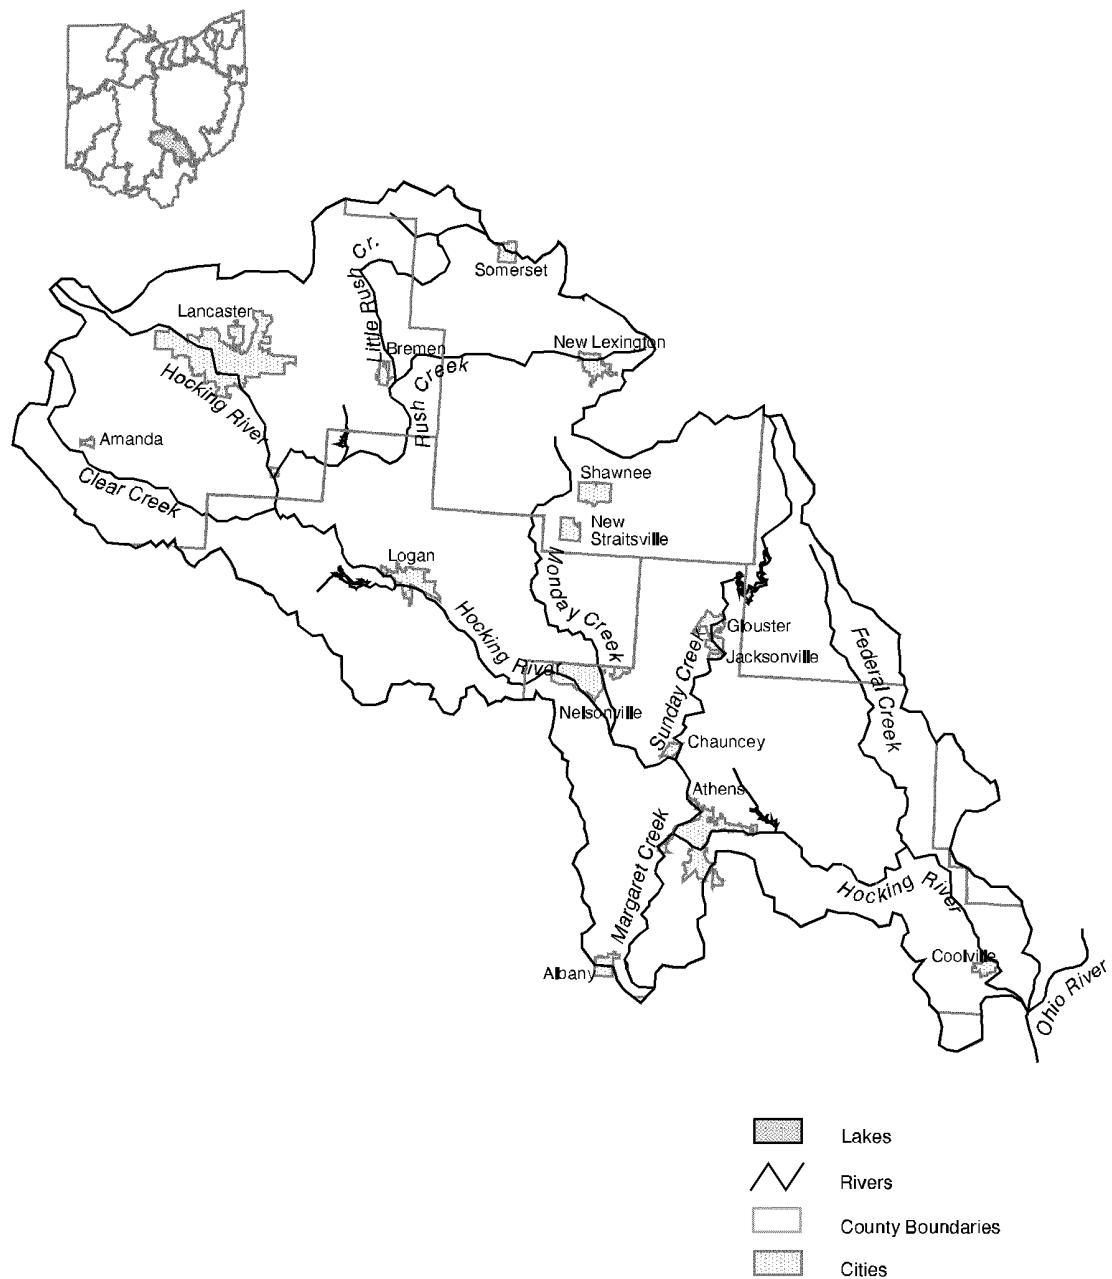 Little Rush Cr.
Somerset
Lancaster
Bremen
New Lexington
Rush Creek
Hocking River
Amanda
Clear Creek
Shawnee
New
Straitsville
Logan
Monday Creek
Hocking River
Glouster
Jacksonville
Federal Creek
Sunday Creek
Nelsonville
Chauncey
Athens
Margaret Creek
Hocking River
Coolville
Albany
Ohio River
Lakes
Rivers
County Boundaries
Cities